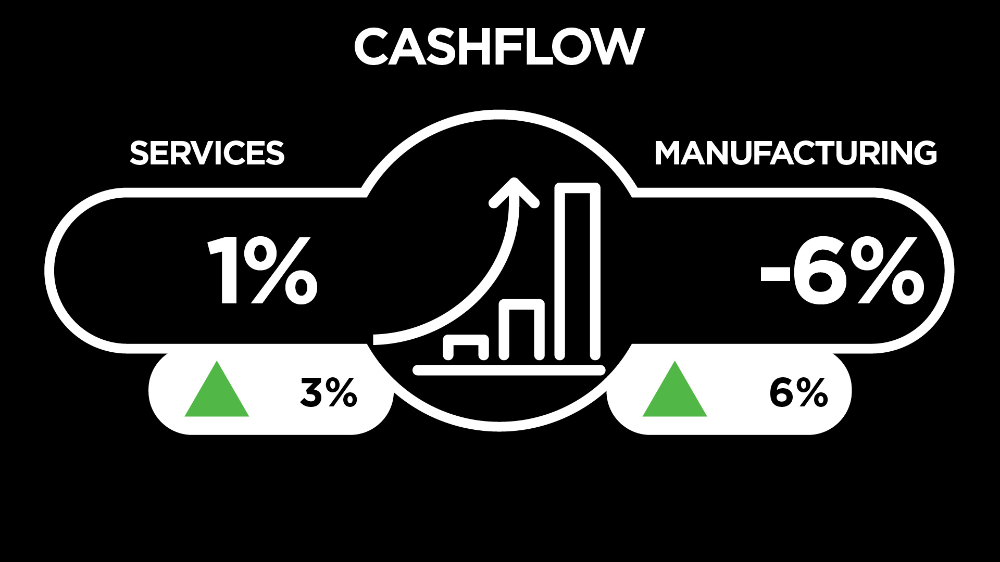 CASHFLOW
SERVICES
MANUFACTURING
1%
-6%
3%
6%